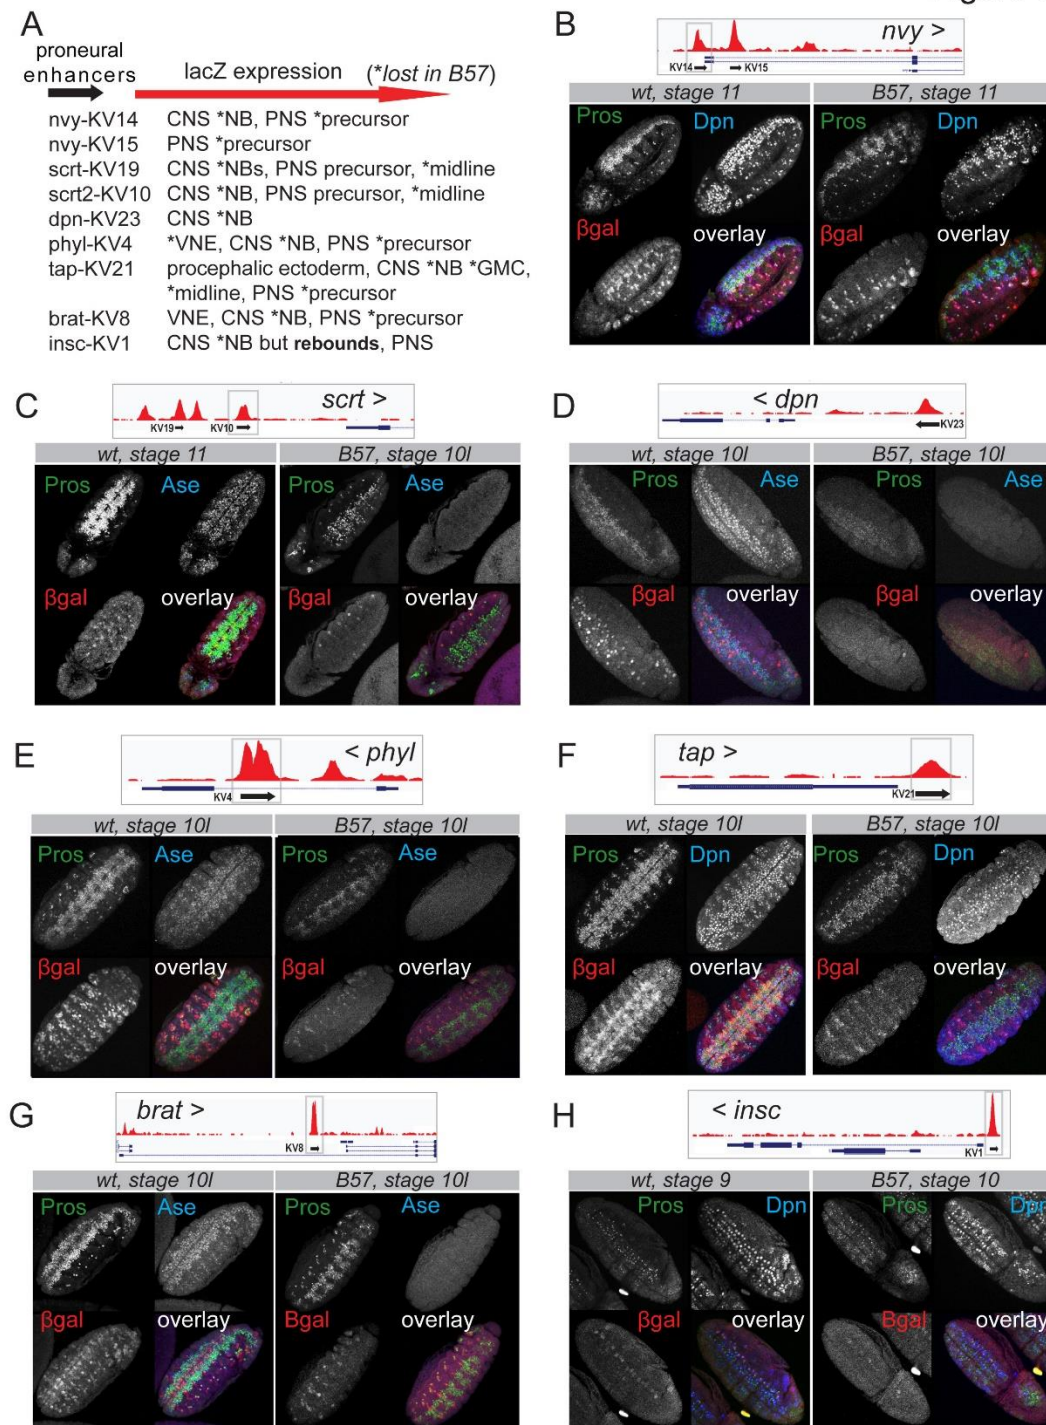 A
proneural
enhancers
lacZ expression (*lost in B57)
nvy-KV14 CNS *NB, PNS *precursor
nvy-KV15 PNS *precursor
scrt-KV19 CNS *NBs, PNS precursor, *midline
scrt2-KV10 CNS *NB, PNS precursor, *midline
dpn-KV23 CNS *NB
phyl-KV4 *VNE, CNS *NB, PNS *precursor
tap-KV21 procephalic ectoderm, CNS *NB *GMC,
*midline, PNS *precursor
brat-KV8 VNE, CNS *NB, PNS *precursor
insc-KV1 CNS *NB but rebounds, PNS
B
nvy >
KV14 KV15
wt, stage 11 B57, stage 11
Pros Dpn Pros Dpn
βgal overlay βgal overlay
C
scrt >
KV19 KV10
wt, stage 11 B57, stage 10l
Pros Ase Pros Ase
βgal overlay βgal overlay
D
< dpn
KV23
wt, stage 10l B57, stage 10l
Pros Ase Pros Ase
βgal overlay βgal overlay
E
< phyl
KV4
wt, stage 10l B57, stage 10l
Pros Ase Pros Ase
βgal overlay βgal overlay
F
tap >
KV21
wt, stage 10l B57, stage 10l
Pros Dpn Pros Dpn
βgal overlay βgal overlay
G
brat >
KV8
wt, stage 10l B57, stage 10l
Pros Ase Pros Ase
βgal overlay Bgal overlay
H
< insc
KV1
wt, stage 9 B57, stage 10
Pros Dpn Pros Dpn
βgal overlay Bgal overlay